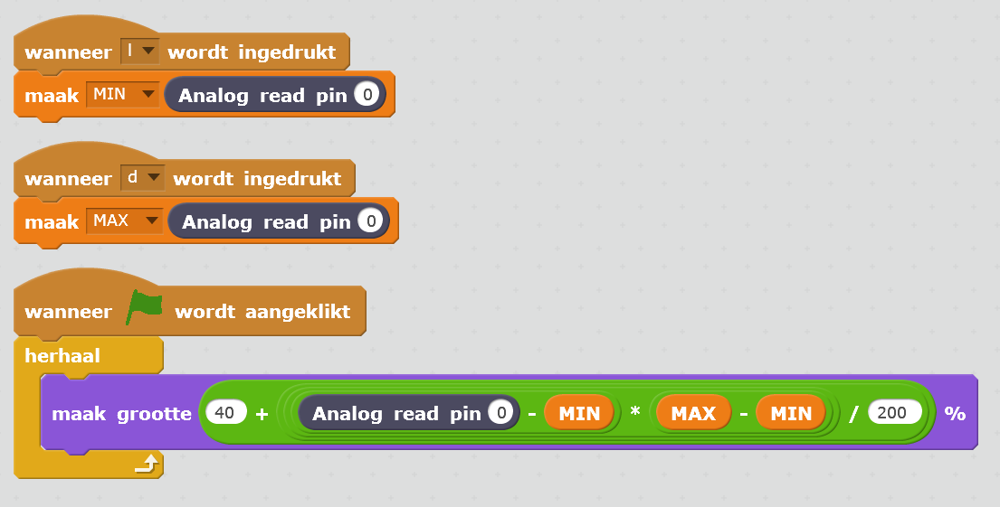 wanneer l wordt ingedrukt
maak MIN Analog read pin 0
wanneer d wordt ingedrukt
maak MAX Analog read pin 0
wanneer wordt aangeklikt
herhaal
maak grootte 40 + Analog read pin 0 - MIN * MAX - MIN / 200 %